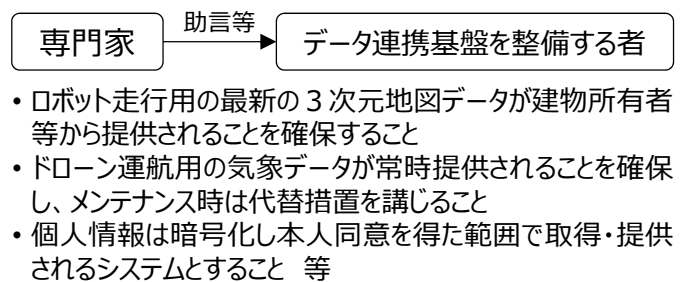 専門家 助言等 データ連携基盤を整備する者
• ロボット走行用の最新の３次元地図データが建物所有者
等から提供されることを確保すること
• ドローン運航用の気象データが常時提供されることを確保
し、メンテナンス時は代替措置を講じること
• 個人情報は暗号化し本人同意を得た範囲で取得・提供
されるシステムとすること 等